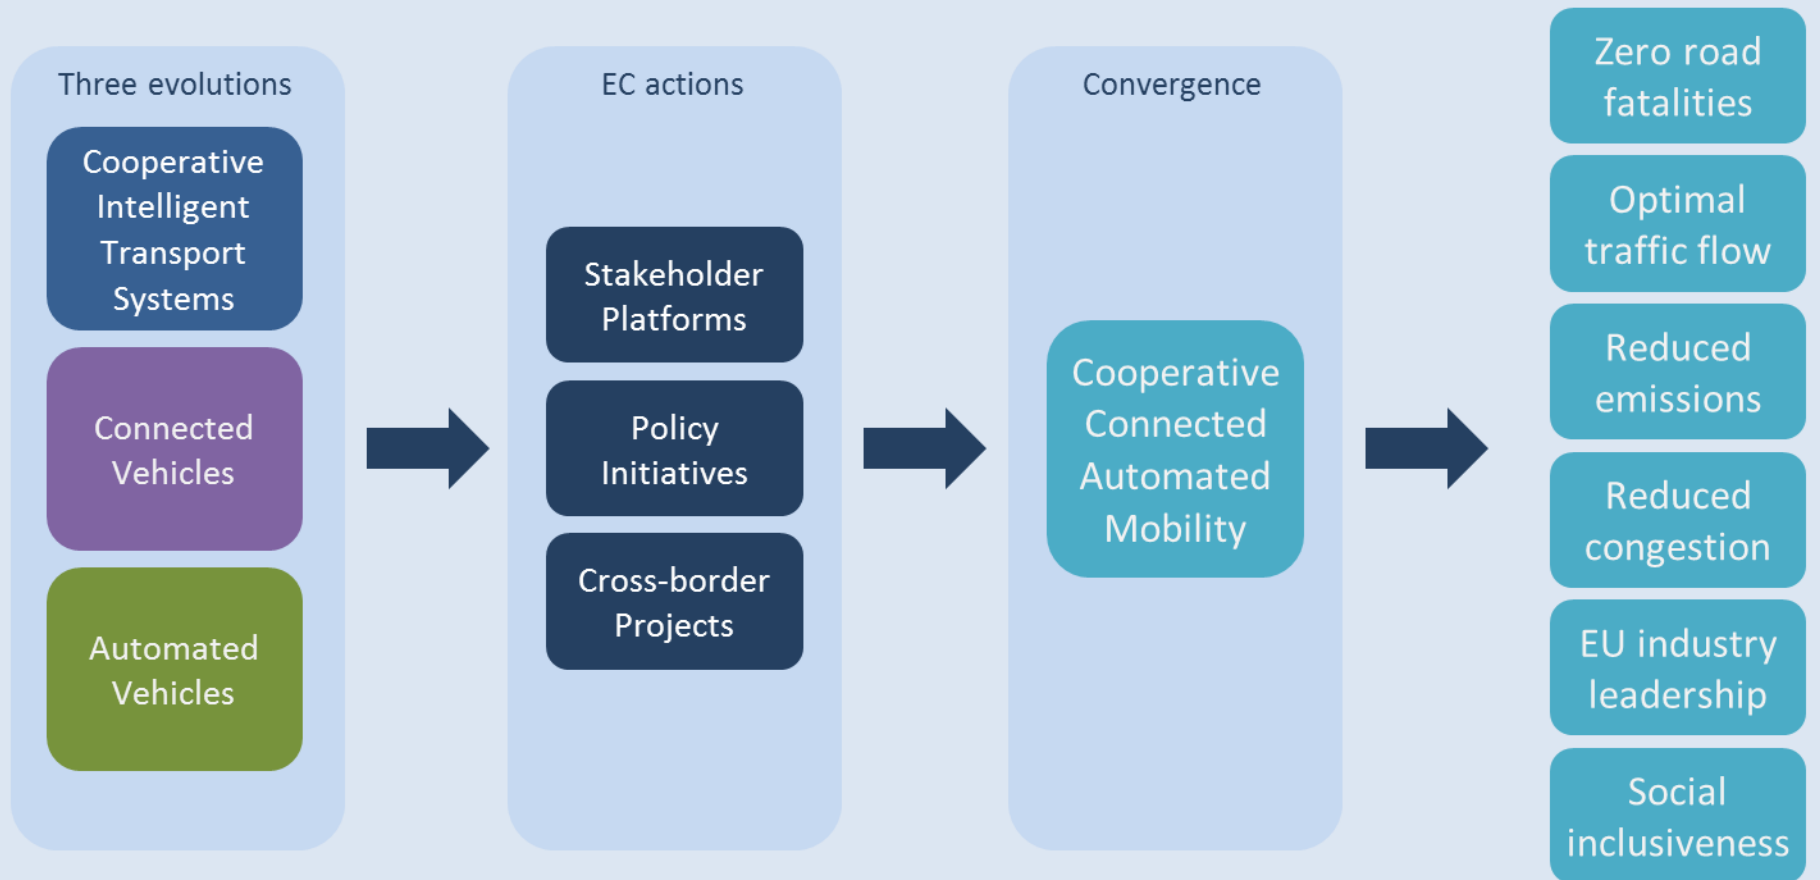 Three evolutions
Cooperative
Intelligent
Transport
Systems
Connected
Vehicles
Automated
Vehicles
EC actions
Stakeholder
Platforms
Policy
Initiatives
Cross-border
Projects
Convergence
Cooperative
Connected
Automated
Mobility
Zero road
fatalities
Optimal
traffic flow
Reduced
emissions
Reduced
congestion
EU industry
leadership
Social
inclusiveness